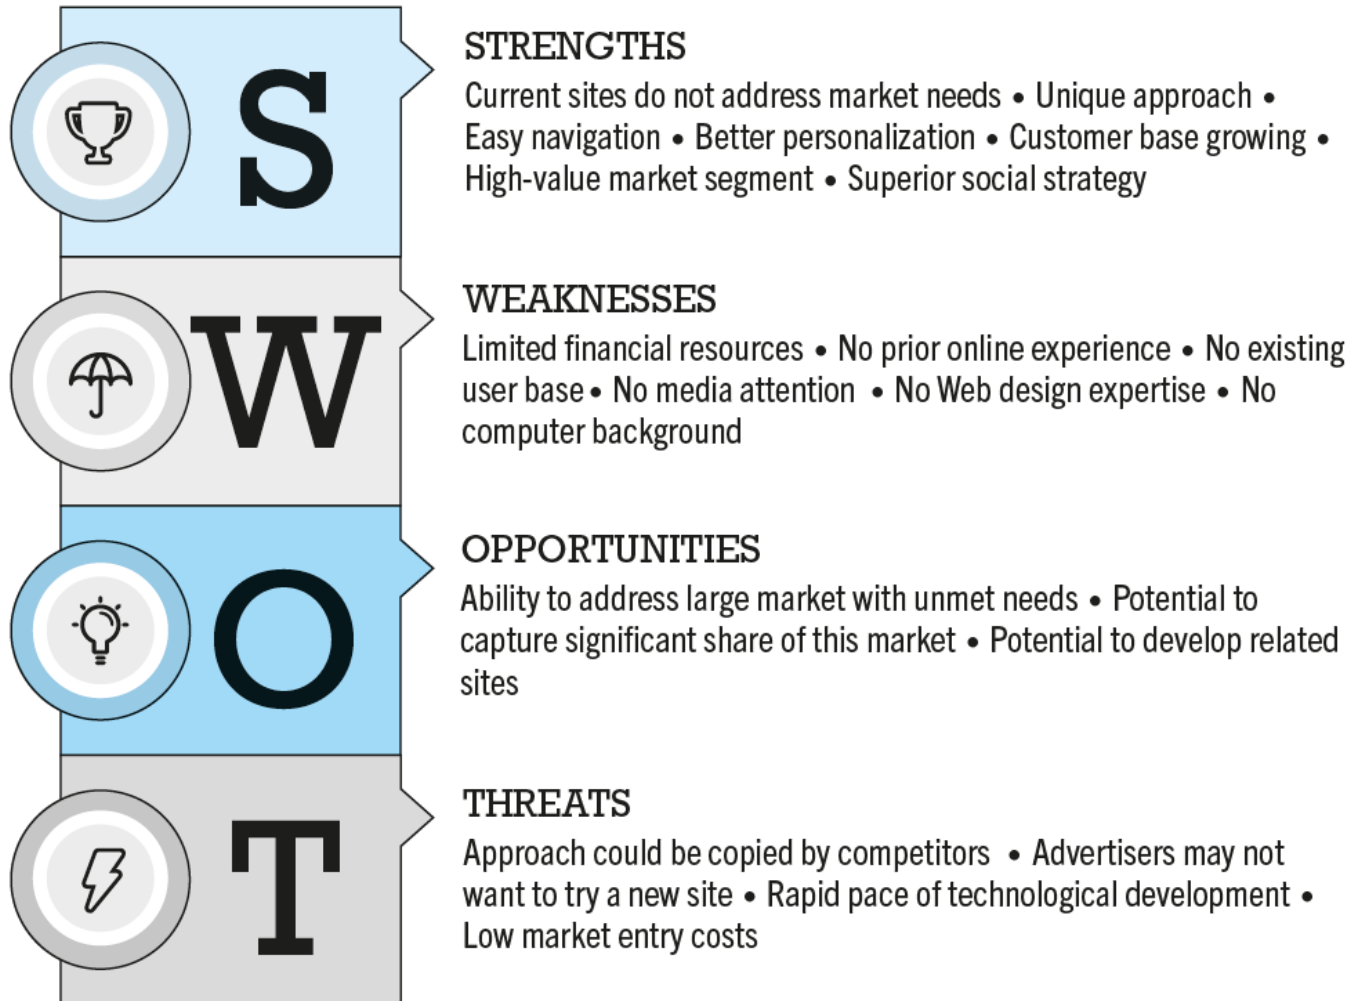 S
STRENGTHS
Current sites do not address market needs • Unique approach •
Easy navigation • Better personalization • Customer base growing •
High-value market segment • Superior social strategy
W
WEAKNESSES
Limited financial resources • No prior online experience • No existing
user base • No media attention • No Web design expertise • No
computer background
O
OPPORTUNITIES
Ability to address large market with unmet needs • Potential to
capture significant share of this market • Potential to develop related
sites
T
THREATS
Approach could be copied by competitors • Advertisers may not
want to try a new site • Rapid pace of technological development •
Low market entry costs